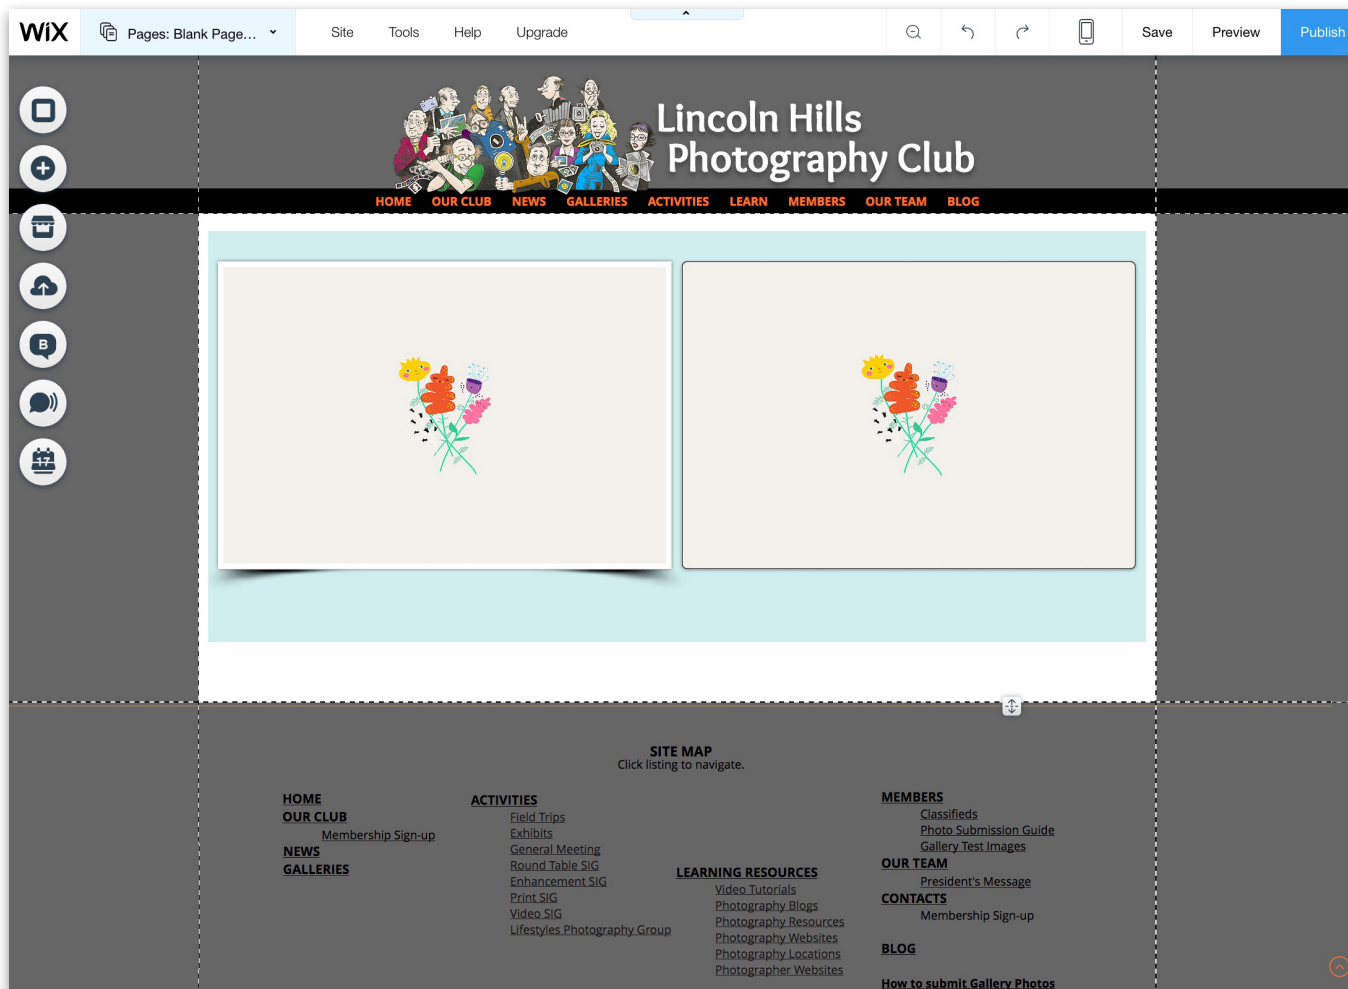 WiX
Pages: Blank Page...
Site
Tools
Help
Upgrade
Save
Preview
Publish
B
17
Lincoln Hills
Photography Club
HOME
OUR CLUB
NEWS
GALLERIES
ACTIVITIES
LEARN
MEMBERS
OUR TEAM
BLOG
SITE MAP
Click listing to navigate.
HOME
OUR CLUB
Membership Sign-up
NEWS
GALLERIES
ACTIVITIES
Field Trips
Exhibits
General Meeting
Round Table SIG
Enhancement SIG
Print SIG
Video SIG
Lifestyles Photography Group
LEARNING RESOURCES
Video Tutorials
Photography Blogs
Photography Resources
Photography Websites
Photography Locations
Photographer Websites
MEMBERS
Classifieds
Photo Submission Guide
Gallery Test Images
OUR TEAM
President's Message
CONTACTS
Membership Sign-up
BLOG
How to submit Gallery Photos